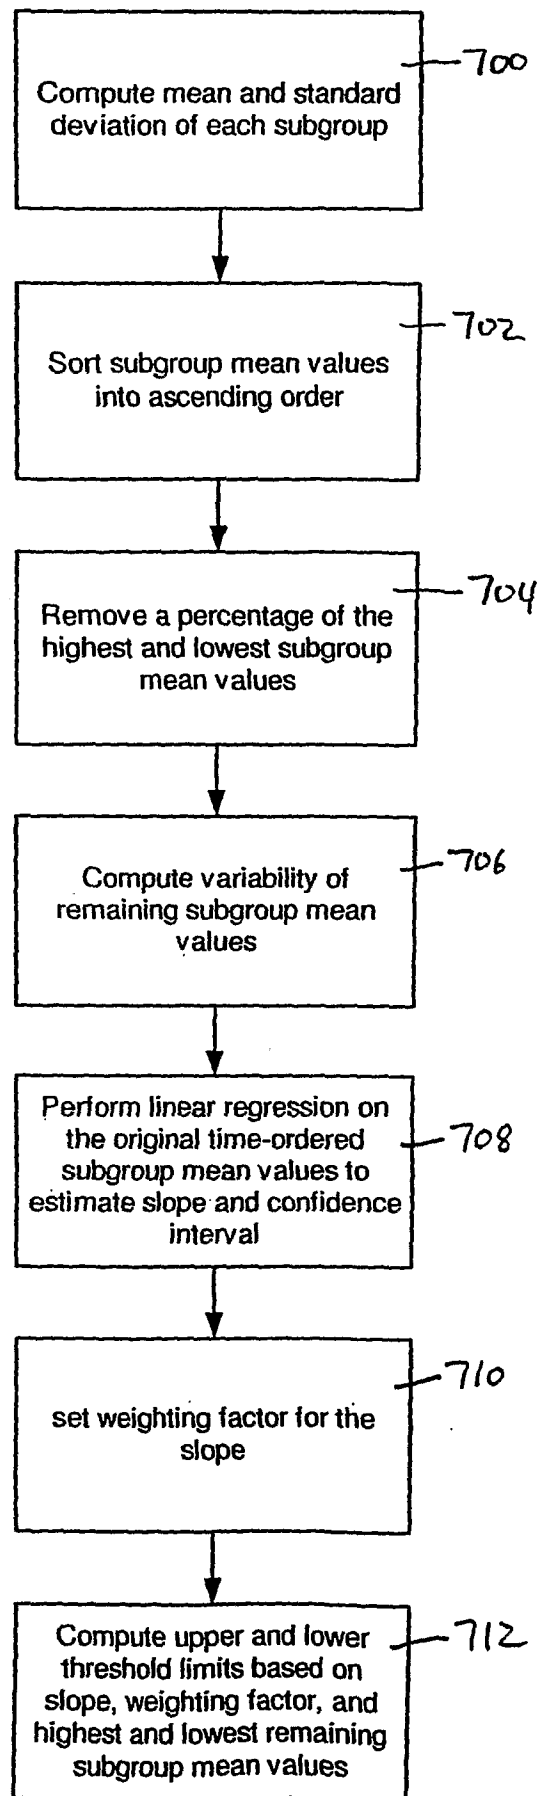 700
Compute mean and standard
deviation of each subgroup
702
Sort subgroup mean values
into ascending order
704
Remove a percentage of the
highest and lowest subgroup
mean values
706
Compute variability of
remaining subgroup mean
values
Perform linear regression on
the original time-ordered
708
subgroup mean values to
estimate slope and confidence
interval
710
set weighting factor for the
slope
Compute upper and lower
712
threshold limits based on
slope, weighting factor, and
highest and lowest remaining
subgroup mean values